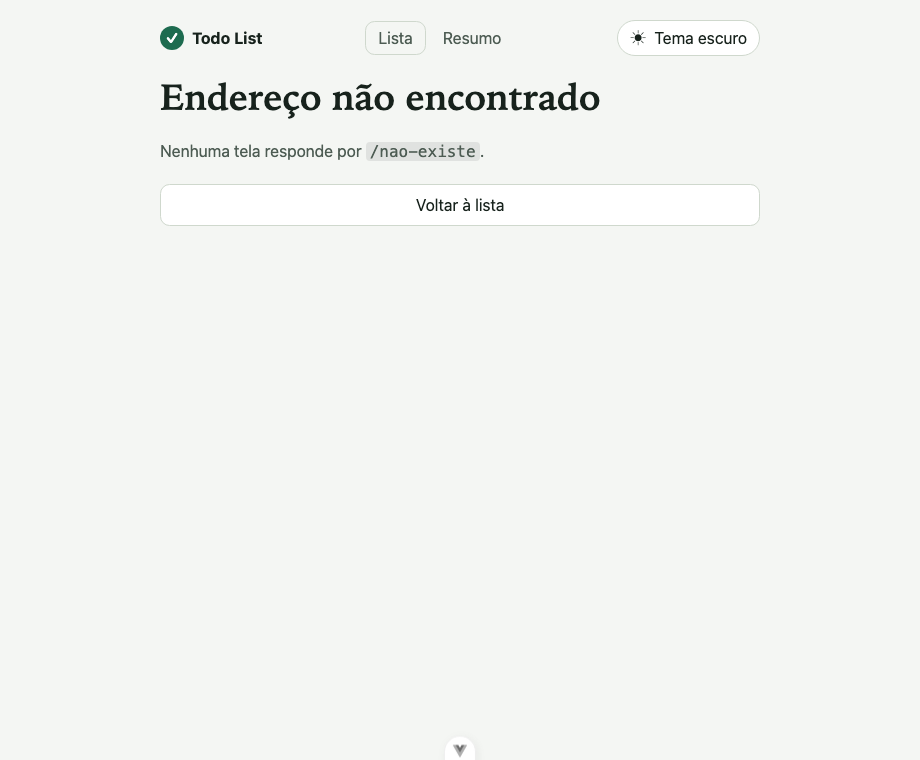 Todo List
Lista
Resumo
Tema escuro
Endereço não encontrado
Nenhuma tela responde por /nao-existe.
Voltar à lista